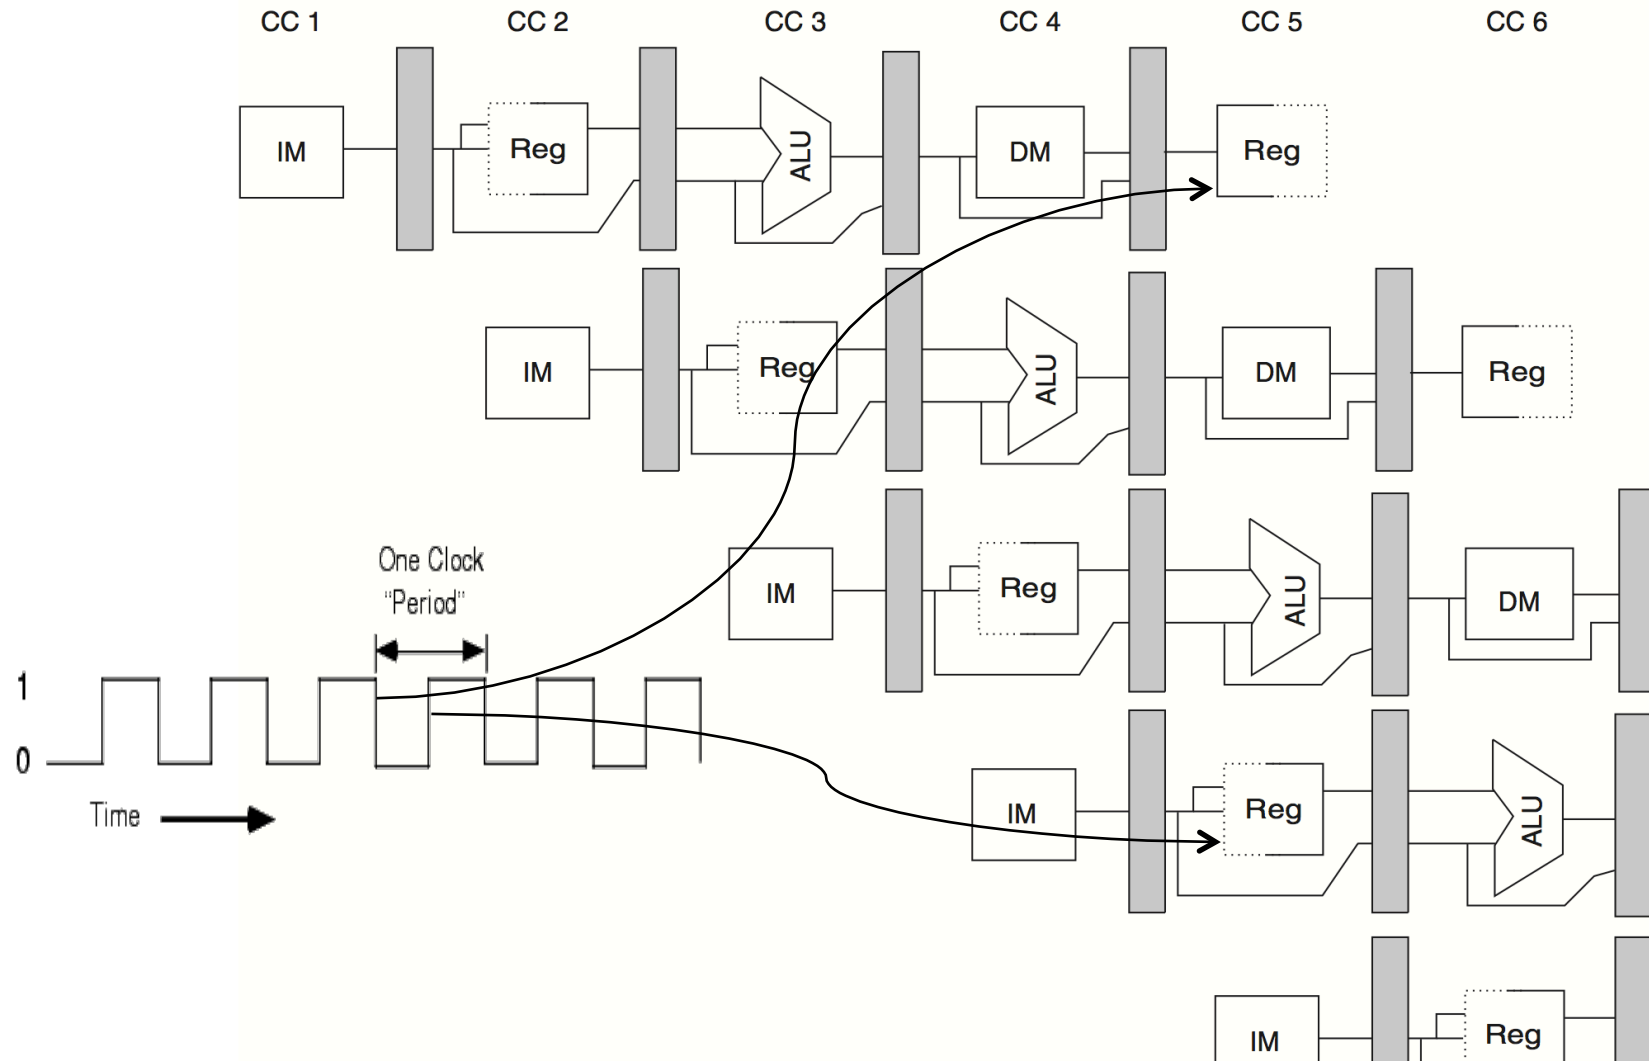 CC 1 CC 2 CC 3 CC 4 CC 5 CC 6
IM Reg ALU DM Reg
IM Reg ALU DM Reg
One Clock
"Period"
IM Reg ALU DM
1
0
Time
IM Reg ALU
IM Reg